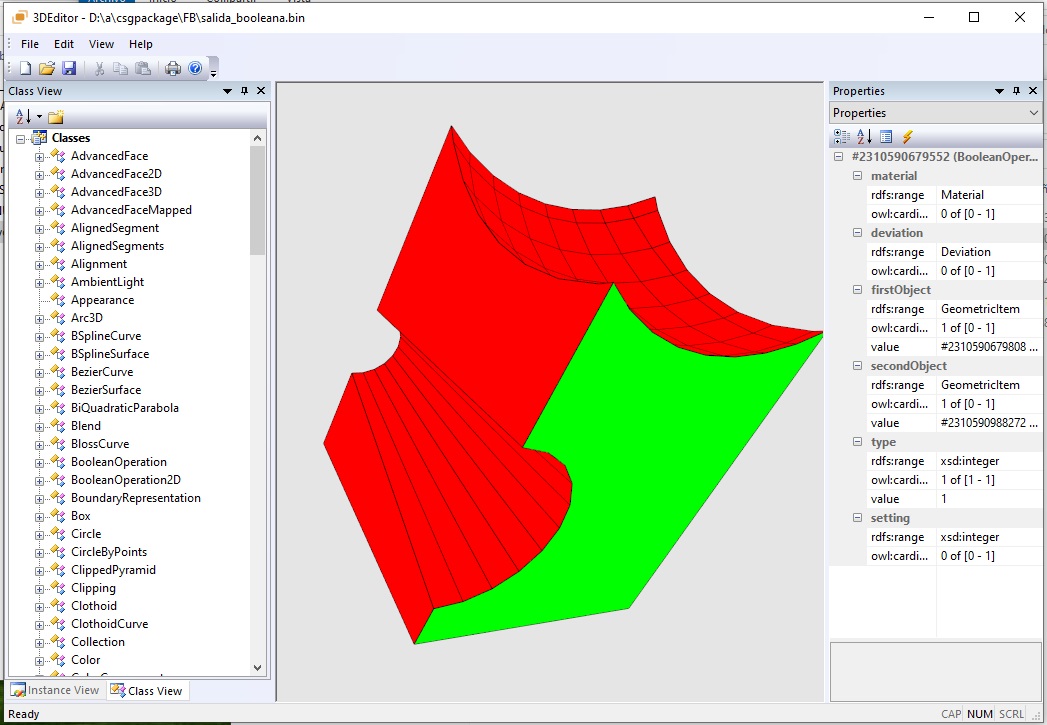 3DEditor - D:\a\csgpackage\FB\salida_booleana.bin
File Edit View Help
Class View
Classes
AdvancedFace
AdvancedFace2D
AdvancedFace3D
AdvancedFaceMapped
AlignedSegment
AlignedSegments
Alignment
AmbientLight
Appearance
Arc3D
BSplineCurve
BSplineSurface
BezierCurve
BezierSurface
BiQuadraticParabola
Blend
BlossCurve
BooleanOperation
BooleanOperation2D
BoundaryRepresentation
Box
Circle
CircleByPoints
ClippedPyramid
Clipping
Clothoid
ClothoidCurve
Collection
Color
Instance View Class View
Properties
Properties
#2310590679552 (BooleanOper...
material
rdfs:range Material
owl:cardi... 0 of [0 - 1]
deviation
rdfs:range Deviation
owl:cardi... 0 of [0 - 1]
firstObject
rdfs:range GeometricItem
owl:cardi... 1 of [0 - 1]
value #2310590679808 ...
secondObject
rdfs:range GeometricItem
owl:cardi... 1 of [0 - 1]
value #2310590988272 ...
type
rdfs:range xsd:integer
owl:cardi... 1 of [1 - 1]
value 1
setting
rdfs:range xsd:integer
owl:cardi... 0 of [0 - 1]
Ready
CAP NUM SCRL